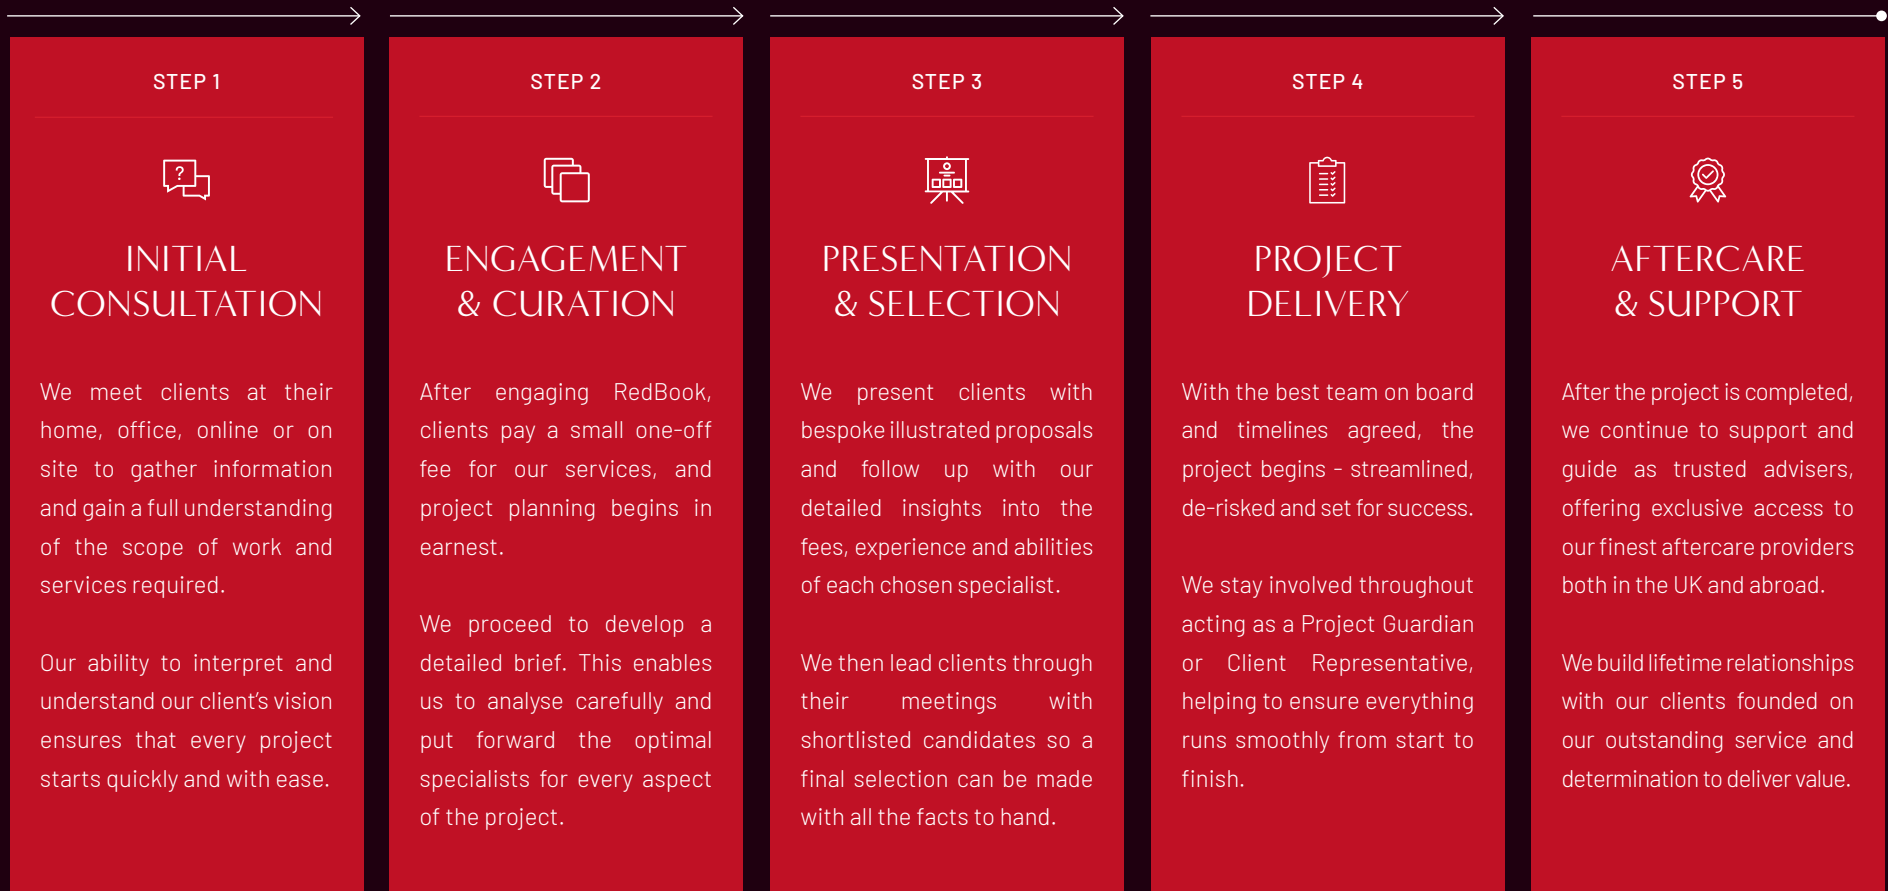 STEP 1
?
INITIAL
CONSULTATION
We meet clients at their
home, office, online or on
site to gather information
and gain a full understanding
of the scope of work and
services required.
Our ability to interpret and
understand our client's vision
ensures that every project
starts quickly and with ease.
STEP 2
ENGAGEMENT
& CURATION
After engaging RedBook,
clients pay a small one-off
fee for our services, and
project planning begins in
earnest.
We proceed to develop a
detailed brief. This enables
us to analyse carefully and
put forward the optimal
specialists for every aspect
of the project.
STEP 3
PRESENTATION
& SELECTION
We present clients with
bespoke illustrated proposals
and follow up with our
detailed insights into the
fees, experience and abilities
of each chosen specialist.
We then lead clients through
their meetings with
shortlisted candidates so a
final selection can be made
with all the facts to hand.
STEP 4
PROJECT
DELIVERY
With the best team on board
and timelines agreed, the
project begins - streamlined,
de-risked and set for success.
We stay involved throughout
acting as a Project Guardian
or Client Representative,
helping to ensure everything
runs smoothly from start to
finish.
STEP 5
AFTERCARE
& SUPPORT
After the project is completed,
we continue to support and
guide as trusted advisers,
offering exclusive access to
our finest aftercare providers
both in the UK and abroad.
We build lifetime relationships
with our clients founded on
our outstanding service and
determination to deliver value.